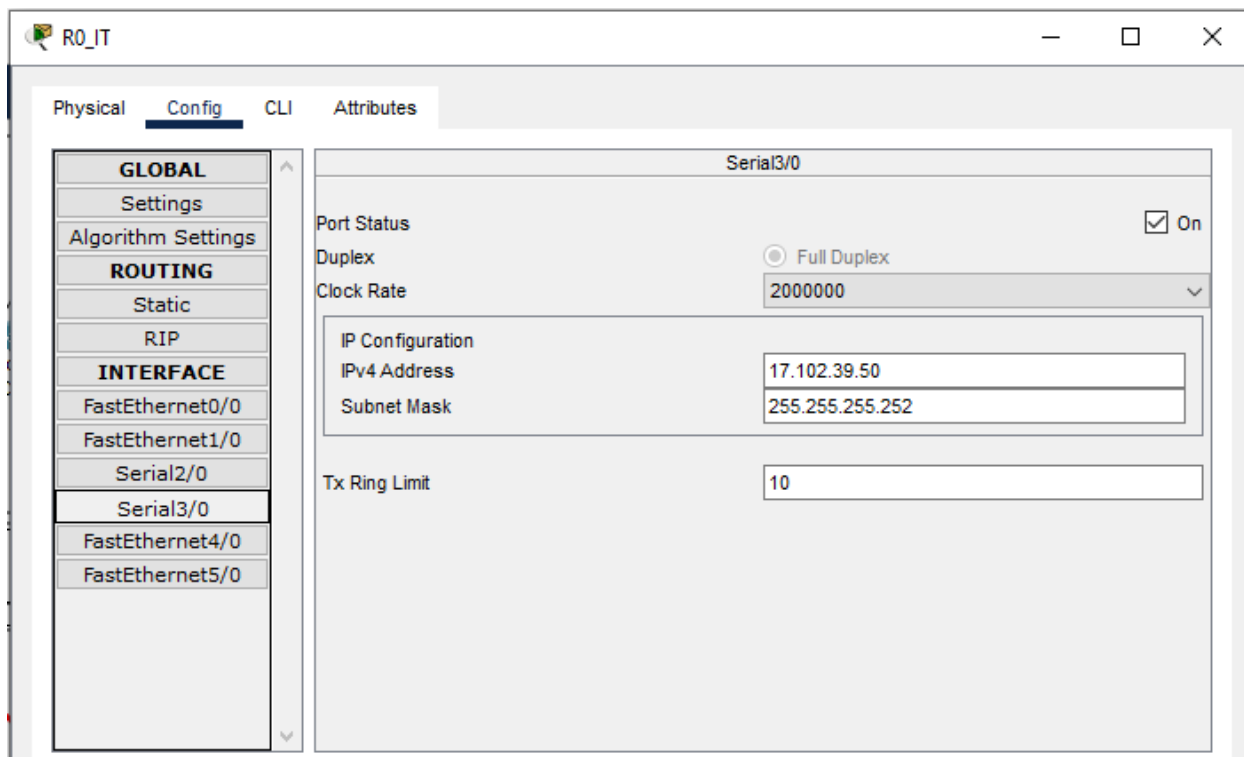 R0_IT
Physical Config CLI Attributes
GLOBAL
Settings
Algorithm Settings
ROUTING
Static
RIP
INTERFACE
FastEthernet0/0
FastEthernet1/0
Serial2/0
Serial3/0
FastEthernet4/0
FastEthernet5/0
Serial3/0
Port Status On
Duplex Full Duplex
Clock Rate 2000000
IP Configuration
IPv4 Address 17.102.39.50
Subnet Mask 255.255.255.252
Tx Ring Limit 10